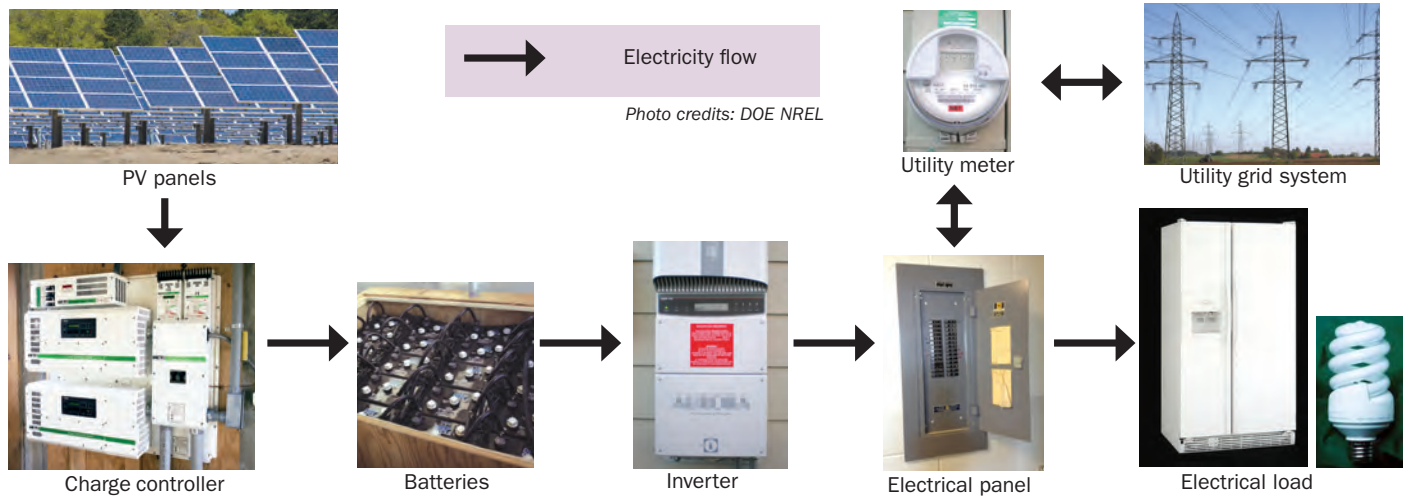 Electricity flow
Photo credits: DOE NREL
PV panels
Utility meter
Utility grid system
Charge controller
Batteries
Inverter
Electrical panel
Electrical load